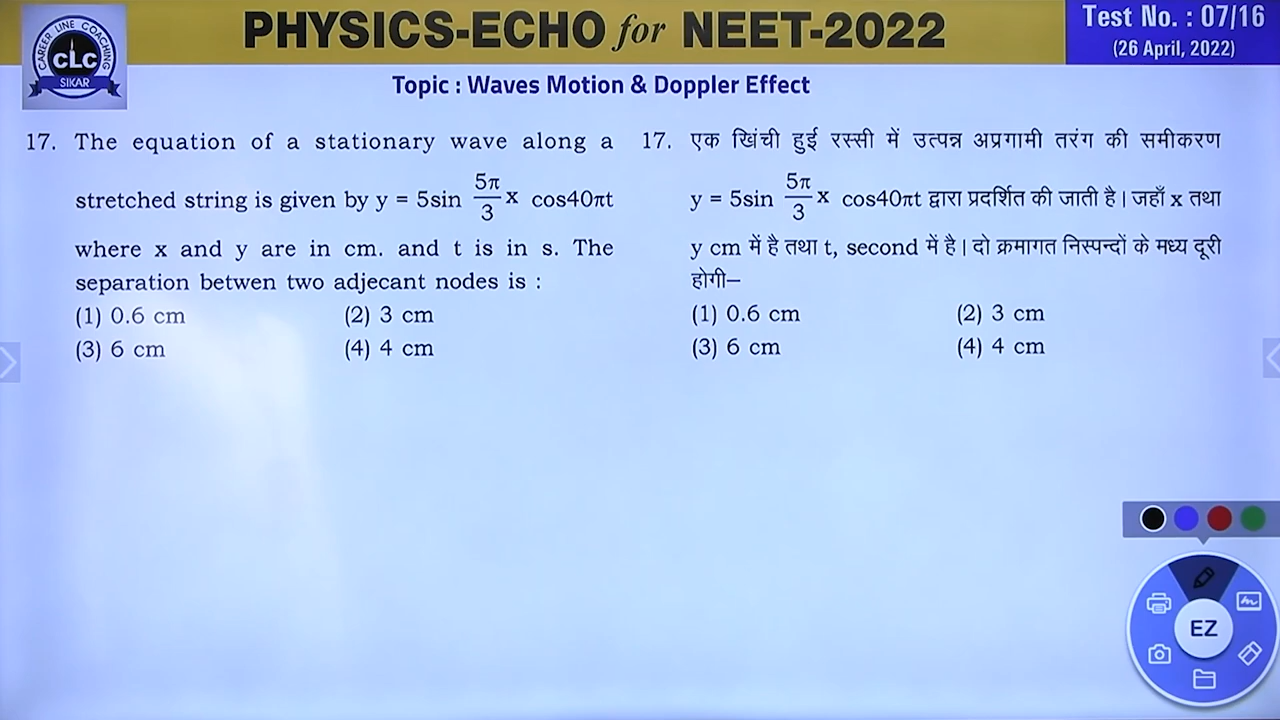 CAREER LINE COACHING
CLC
SIKAR
PHYSICS-ECHO for NEET-2022
Test No. : 07/16
(26 April, 2022)
Topic : Waves Motion & Doppler Effect
17. The equation of a stationary wave along a
stretched string is given by y = 5sin 5π/3 x cos40πt
where x and y are in cm. and t is in s. The
separation betwen two adjecant nodes is :
(1) 0.6 cm (2) 3 cm
(3) 6 cm (4) 4 cm
17. एक खिंची हुई रस्सी में उत्पन्न अप्रगामी तरंग की समीकरण
y = 5sin 5π/3 x cos40πt द्वारा प्रदर्शित की जाती है। जहाँ x तथा
y cm में है तथा t, second में है। दो क्रमागत निस्पन्दों के मध्य दूरी
होगी–
(1) 0.6 cm (2) 3 cm
(3) 6 cm (4) 4 cm
EZ